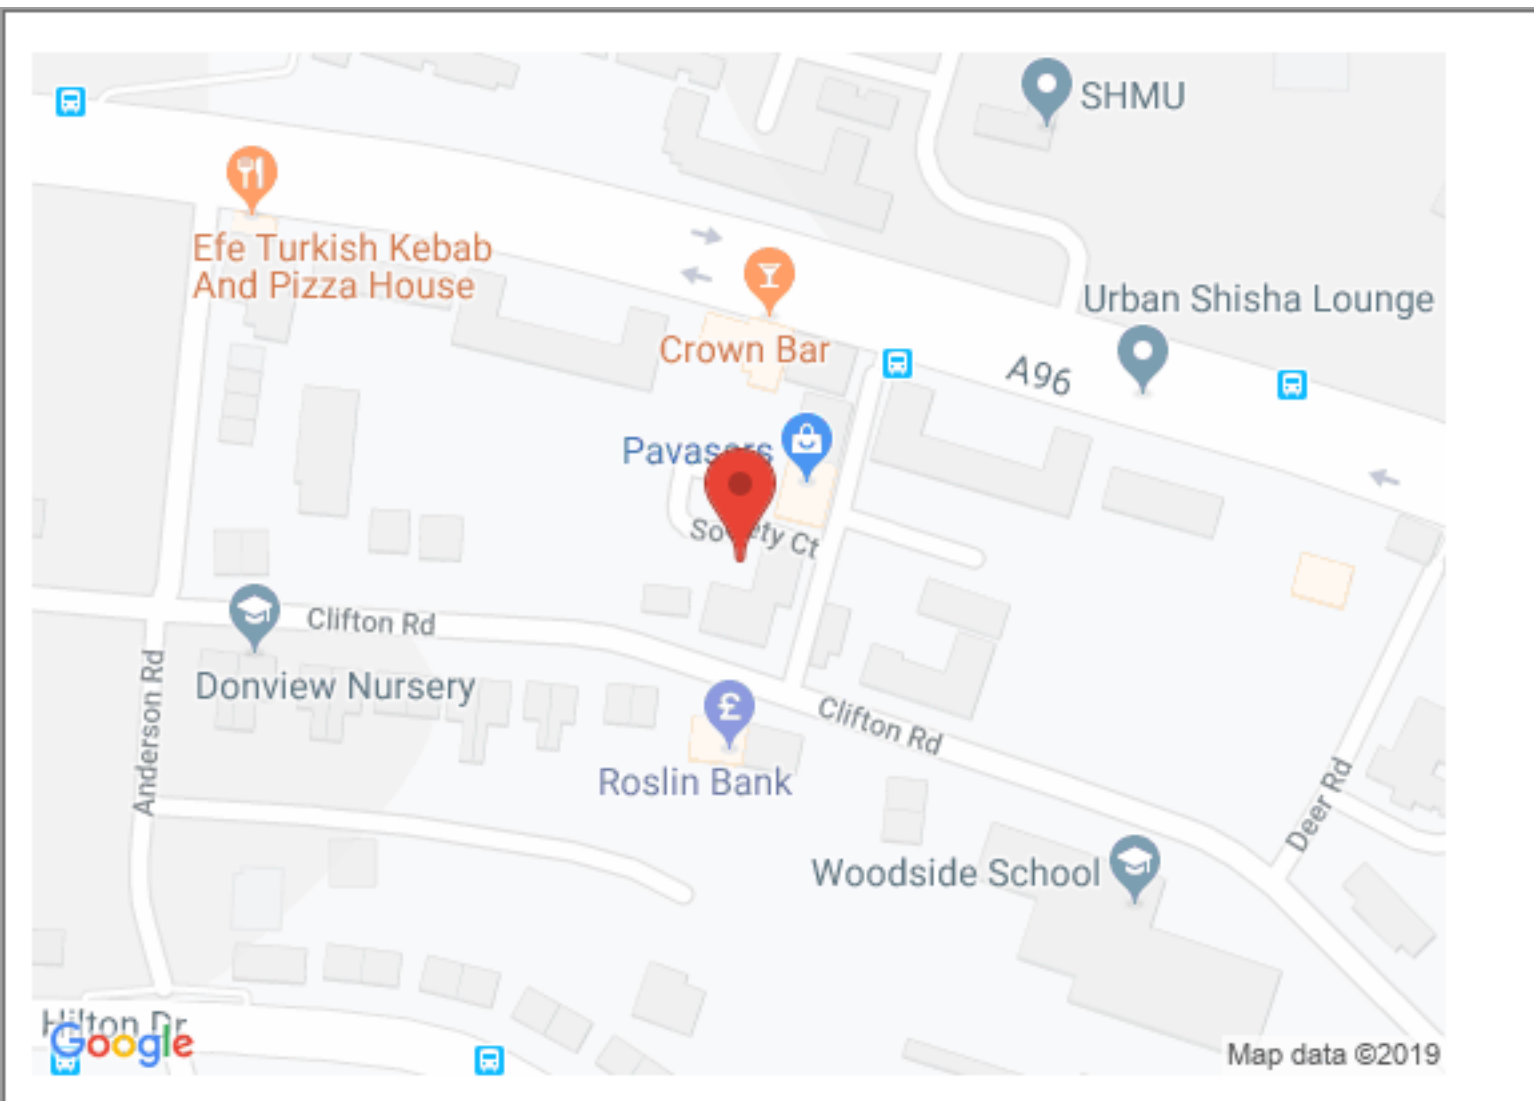 SHMU
Efe Turkish Kebab
And Pizza House
Urban Shisha Lounge
Crown Bar
A96
Pavasars
Society Ct
Clifton Rd
Donview Nursery
Anderson Rd
Clifton Rd
Roslin Bank
Deer Rd
Woodside School
Hilton Dr
Google
Map data ©2019